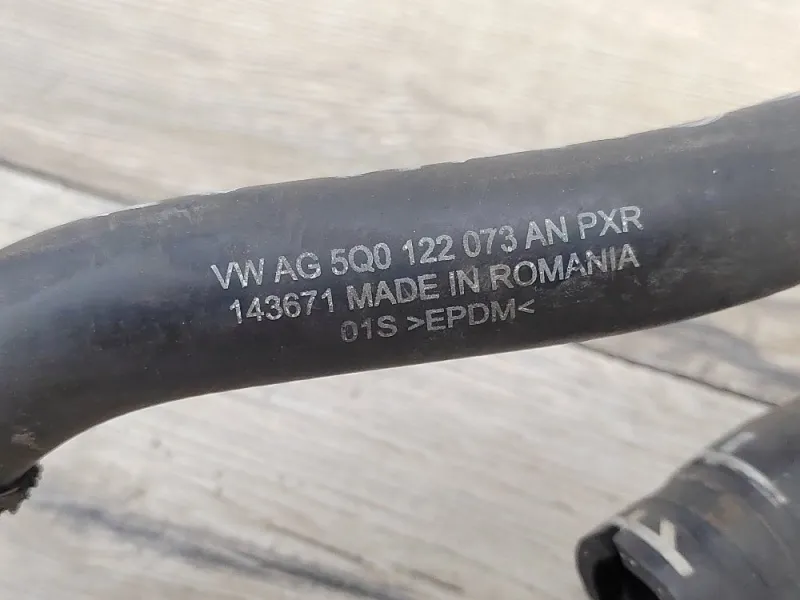 VW AG 5Q0 122 073 AN PXR
143671 MADE IN ROMANIA
01S >EPDM<
Y